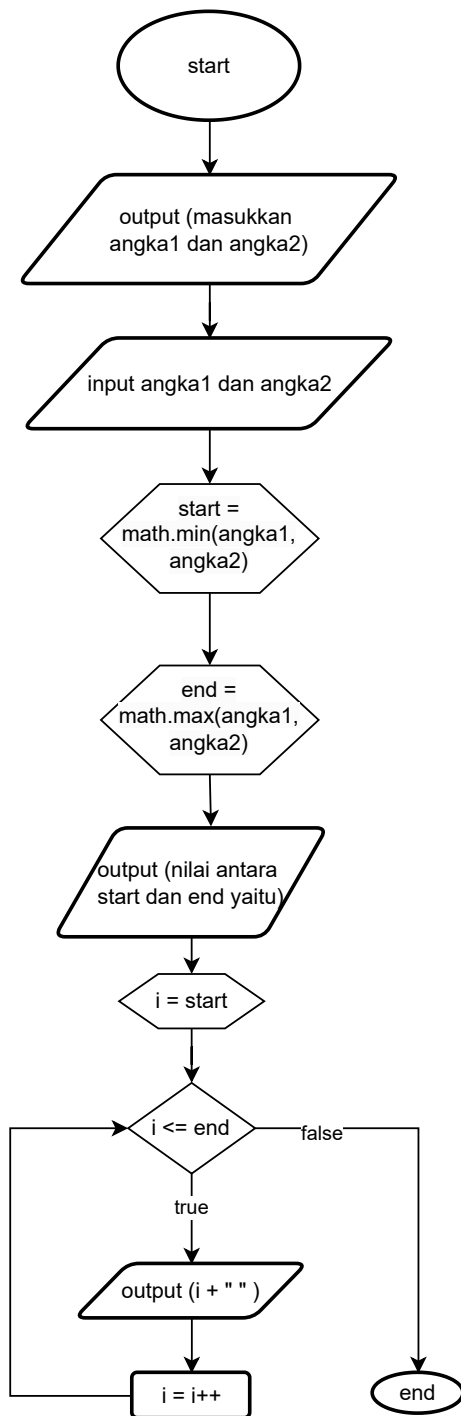 start
output (masukkan
angka1 dan angka2)
input angka1 dan angka2
start =
math.min(angka1,
angka2)
end =
math.max(angka1,
angka2)
output (nilai antara
start dan end yaitu)
i = start
i <= end
false
true
output (i + " " )
i = i++
end